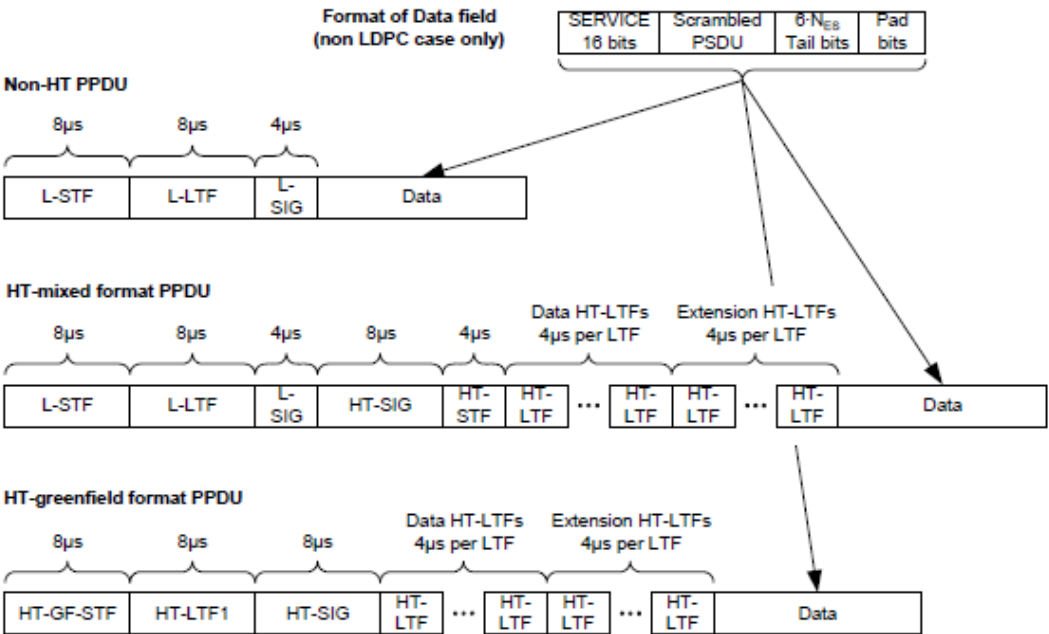 Format of Data field
(non LDPC case only)
SERVICE
16 bits
Scrambled
PSDU
6·NES
Tail bits
Pad
bits
Non-HT PPDU
8µs
8µs
4µs
L-STF
L-LTF
L-
SIG
Data
HT-mixed format PPDU
Data HT-LTFs
4µs per LTF
Extension HT-LTFs
4µs per LTF
8µs
8µs
4µs
8µs
4µs
L-STF
L-LTF
L-
SIG
HT-SIG
HT-
STF
HT-
LTF
...
HT-
LTF
HT-
LTF
...
HT-
LTF
Data
HT-greenfield format PPDU
Data HT-LTFs
4µs per LTF
Extension HT-LTFs
4µs per LTF
8µs
8µs
8µs
HT-GF-STF
HT-LTF1
HT-SIG
HT-
LTF
...
HT-
LTF
HT-
LTF
...
HT-
LTF
Data